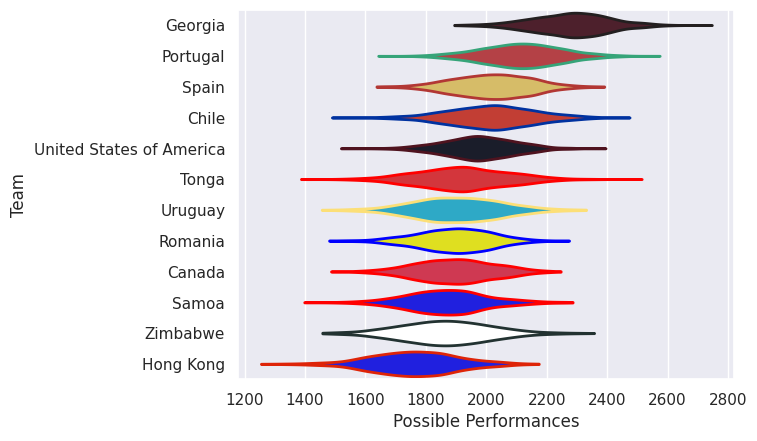 Georgia
Portugal
Spain
Chile
United States of America
Tonga
Uruguay
Romania
Canada
Samoa
Zimbabwe
Hong Kong
Team
1200 1400 1600 1800 2000 2200 2400 2600 2800
Possible Performances